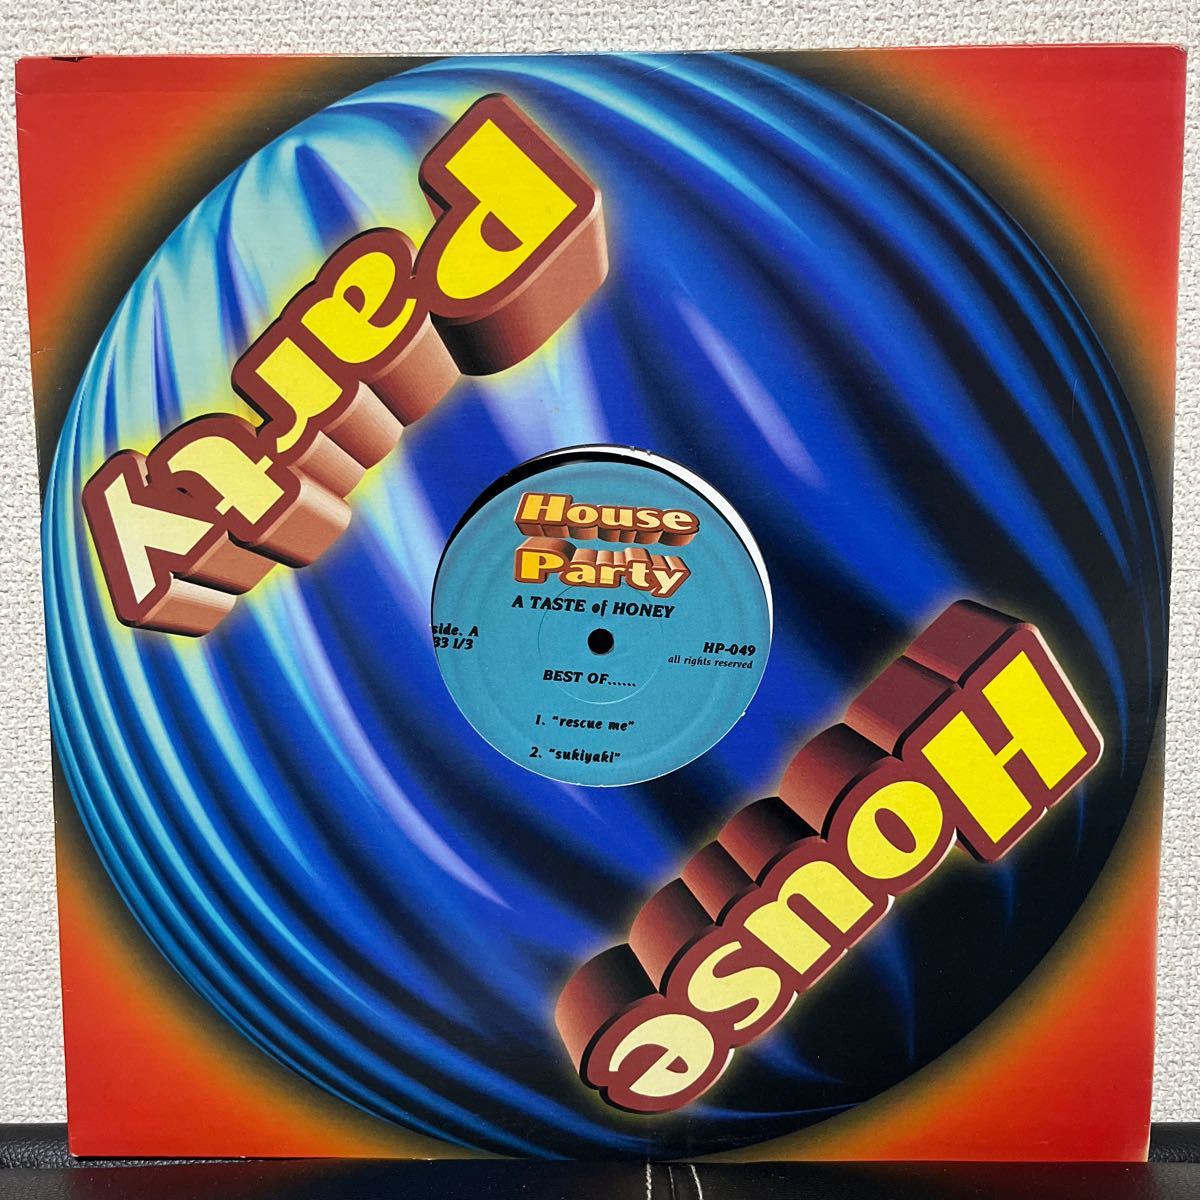 Party
House
House
Party
A TASTE of HONEY
side. A
33 1/3
HP-049
all rights reserved
BEST OF......
1. "rescue me"
2. "sukiyaki"